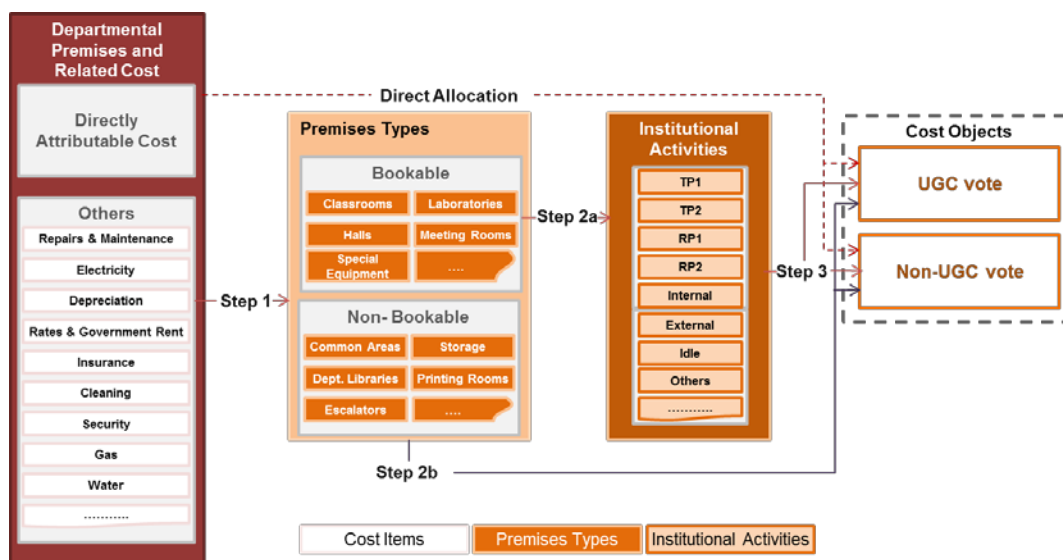 Departmental
Premises and
Related Cost
Directly
Attributable Cost
Others
Repairs & Maintenance
Electricity
Depreciation
Rates & Government Rent
Insurance
Cleaning
Security
Gas
Water
...........
Step 1
Direct Allocation
Premises Types
Bookable
Classrooms
Laboratories
Halls
Meeting Rooms
Special
Equipment
....
Non- Bookable
Common Areas
Storage
Dept. Libraries
Printing Rooms
Escalators
....
Step 2a
Step 2b
Institutional
Activities
TP1
TP2
RP1
RP2
Internal
External
Idle
Others
...........
Step 3
Cost Objects
UGC vote
Non-UGC vote
Cost Items
Premises Types
Institutional Activities